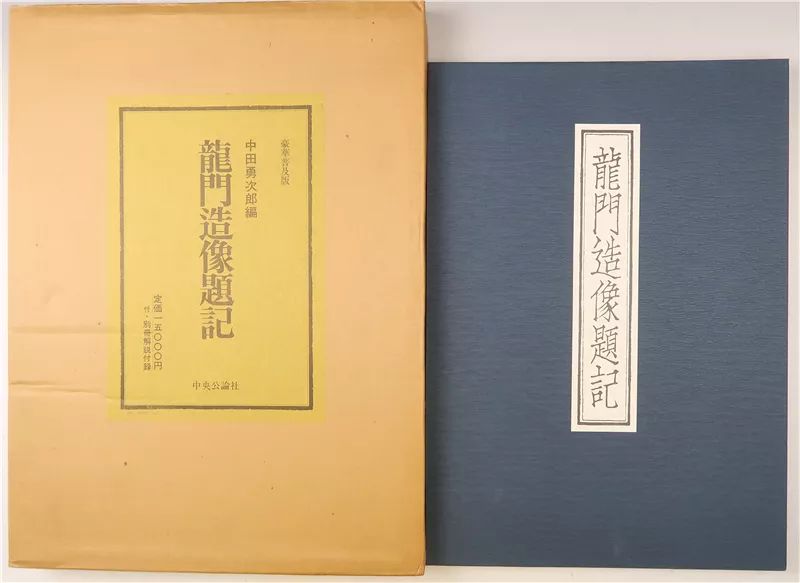 豪華普及版
中田勇次郎編
龍門造像題記
定価一五〇〇〇円
付・別冊解説付録
中央公論社
龍門造像題記